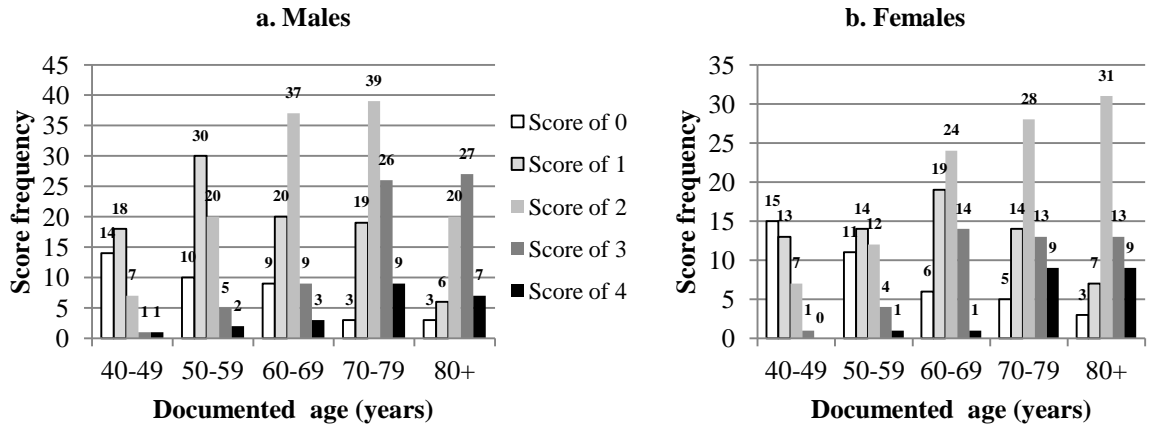 a. Males
45
40
35
30
25
20
15
10
5
0
Score frequency
14 18 7 1 1
10 30 20 5 2
9 20 37 9 3
3 19 39 26 9
3 6 20 27 7
40-49 50-59 60-69 70-79 80+
Documented age (years)
Score of 0
Score of 1
Score of 2
Score of 3
Score of 4
b. Females
35
30
25
20
15
10
5
0
Score frequency
15 13 7 1 0
11 14 12 4 1
6 19 24 14 1
5 14 28 13 9
3 7 31 13 9
40-49 50-59 60-69 70-79 80+
Documented age (years)